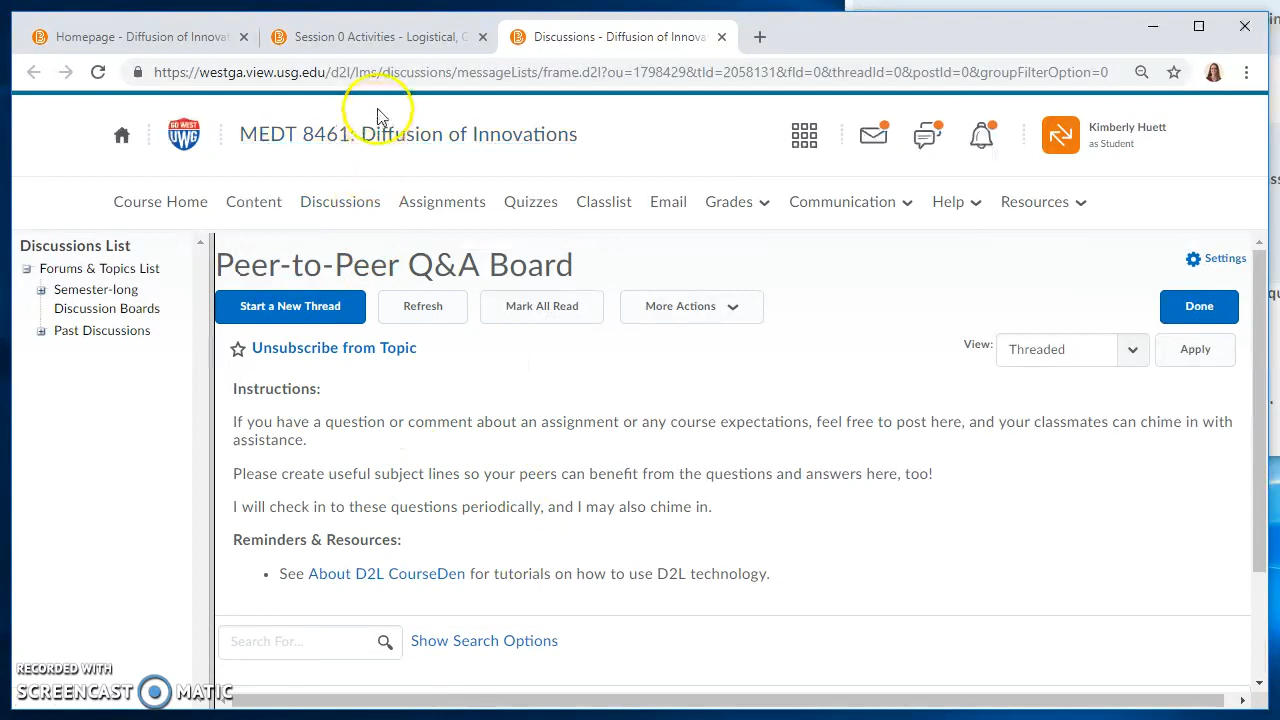 Homepage - Diffusion of Innovat
Session 0 Activities - Logistical, C
Discussions - Diffusion of Innova
https://westga.view.usg.edu/d2l/lms/discussions/messageLists/frame.d2l?ou=1798429&tId=2058131&fId=0&threadId=0&postId=0&groupFilterOption=0
GO WEST
UWG
MEDT 8461: Diffusion of Innovations
Kimberly Huett
as Student
Course Home Content Discussions Assignments Quizzes Classlist Email Grades Communication Help Resources
Discussions List
Forums & Topics List
Semester-long
Discussion Boards
Past Discussions
Peer-to-Peer Q&A Board
Settings
Start a New Thread Refresh Mark All Read More Actions Done
Unsubscribe from Topic
View: Threaded Apply
Instructions:
If you have a question or comment about an assignment or any course expectations, feel free to post here, and your classmates can chime in with
assistance.
Please create useful subject lines so your peers can benefit from the questions and answers here, too!
I will check in to these questions periodically, and I may also chime in.
Reminders & Resources:
• See About D2L CourseDen for tutorials on how to use D2L technology.
Search For... Show Search Options
RECORDED WITH
SCREENCAST MATIC